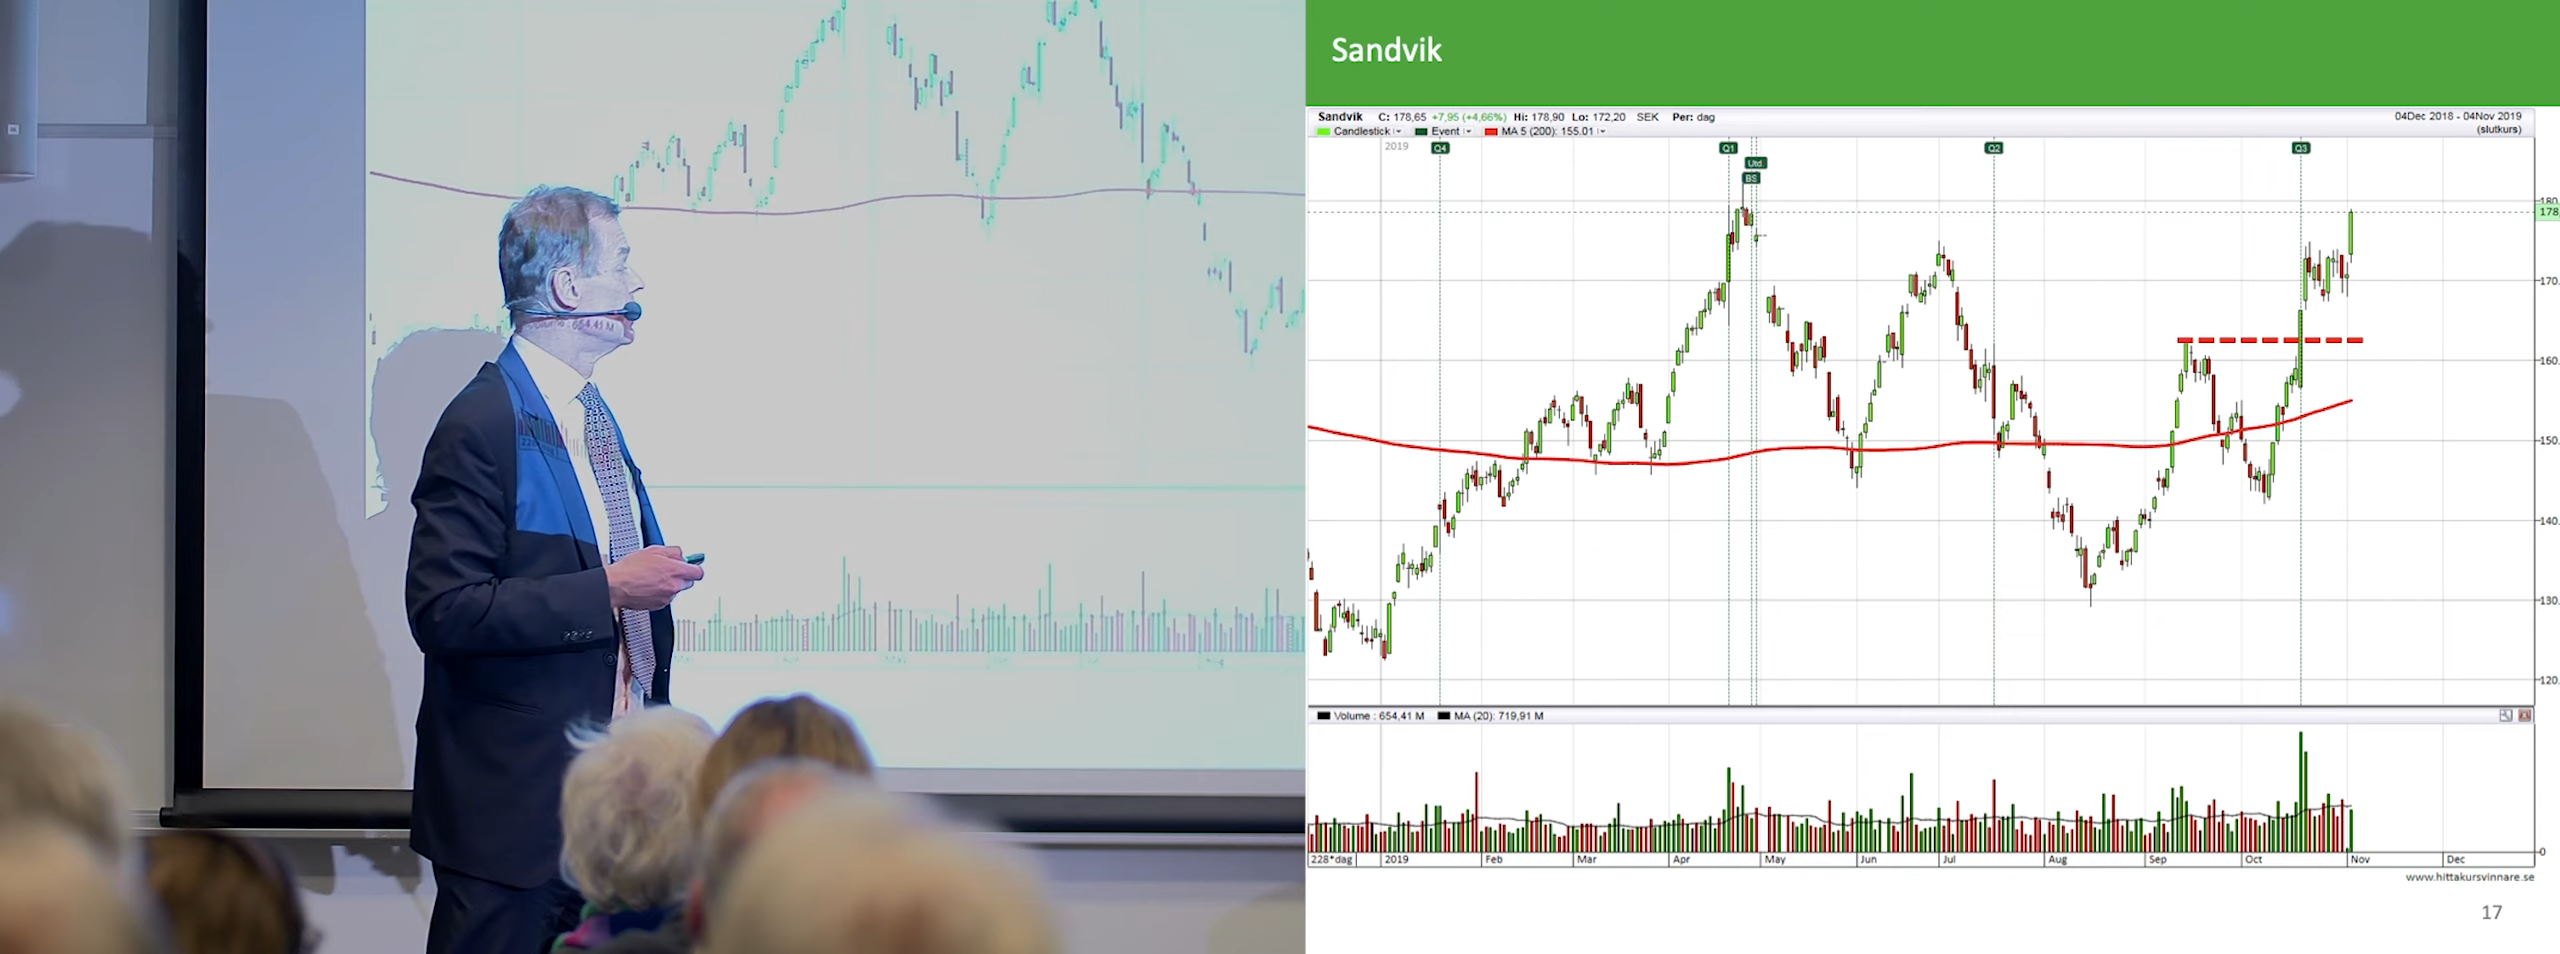 Sandvik
Sandvik C: 178,65 +7,95 (+4,66%) Hi: 178,90 Lo: 172,20 SEK Per: dag
04Dec 2018 - 04Nov 2019
Candlestick Event MA 5 (200): 155.01
(slutkurs)
2019 Q4 Q1 Q2 Q3
Utd.
BS
180
178
170
160
150
140
130
120
Volume : 654,41 M
Volume : 654,41 M MA (20): 719,91 M
0
228*dag 2019 Feb Mar Apr May Jun Jul Aug Sep Oct Nov Dec
www.hittakursvinnare.se
17